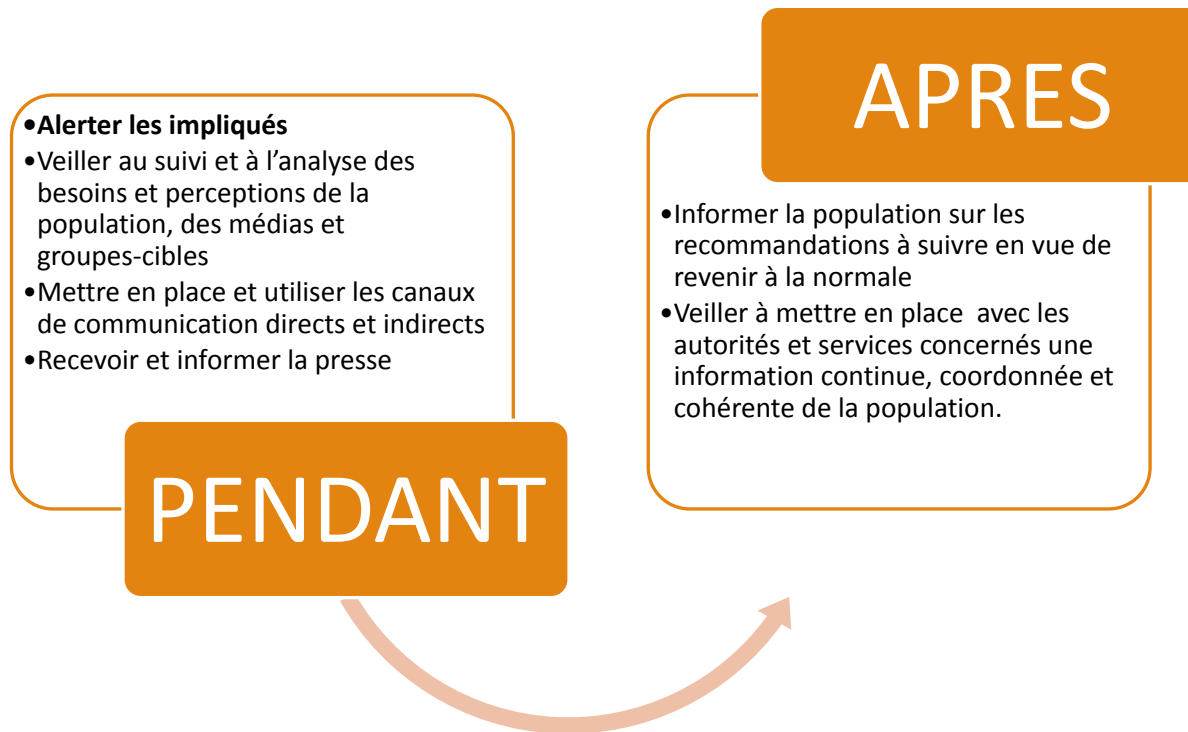 •Alerter les impliqués
•Veiller au suivi et à l’analyse des
besoins et perceptions de la
population, des médias et
groupes-cibles
•Mettre en place et utiliser les canaux
de communication directs et indirects
•Recevoir et informer la presse
PENDANT
APRES
•Informer la population sur les
recommandations à suivre en vue de
revenir à la normale
•Veiller à mettre en place  avec les
autorités et services concernés une
information continue, coordonnée et
cohérente de la population.